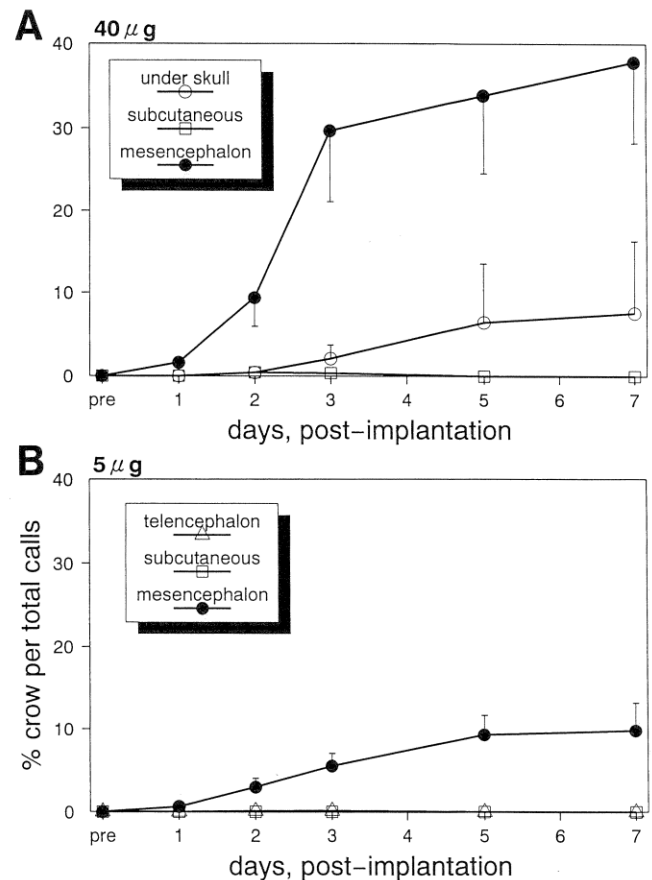 A
40 μg
40
30
20
10
0
under skull
subcutaneous
mesencephalon
pre 1 2 3 4 5 6 7
days, post-implantation
B
5 μg
% crow per total calls
40
30
20
10
0
telencephalon
subcutaneous
mesencephalon
pre 1 2 3 4 5 6 7
days, post-implantation